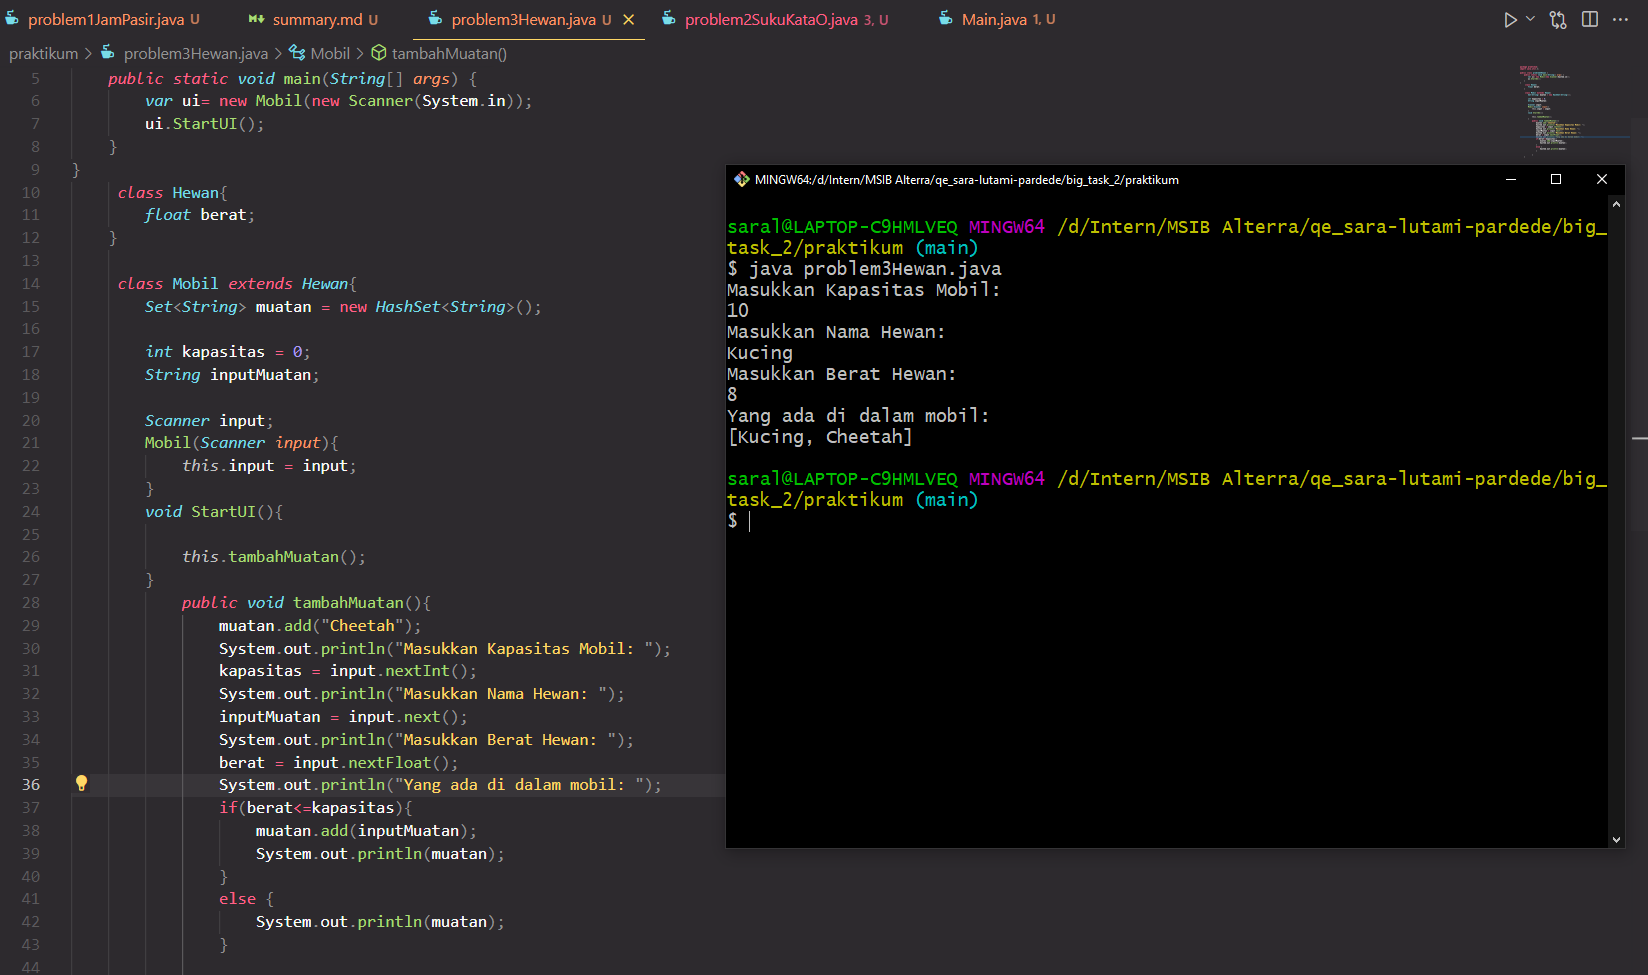 problem1JamPasir.java U
summary.md U
problem3Hewan.java U
problem2SukuKataO.java 3, U
Main.java 1, U
praktikum > problem3Hewan.java > Mobil > tambahMuatan()
5 public static void main(String[] args) {
6 var ui= new Mobil(new Scanner(System.in));
7 ui.StartUI();
8 }
9 }
10 class Hewan{
11 float berat;
12 }
13
14 class Mobil extends Hewan{
15 Set<String> muatan = new HashSet<String>();
16
17 int kapasitas = 0;
18 String inputMuatan;
19
20 Scanner input;
21 Mobil(Scanner input){
22 this.input = input;
23 }
24 void StartUI(){
25
26 this.tambahMuatan();
27 }
28 public void tambahMuatan(){
29 muatan.add("Cheetah");
30 System.out.println("Masukkan Kapasitas Mobil: ");
31 kapasitas = input.nextInt();
32 System.out.println("Masukkan Nama Hewan: ");
33 inputMuatan = input.next();
34 System.out.println("Masukkan Berat Hewan: ");
35 berat = input.nextFloat();
36 System.out.println("Yang ada di dalam mobil: ");
37 if(berat<=kapasitas){
38 muatan.add(inputMuatan);
39 System.out.println(muatan);
40 }
41 else {
42 System.out.println(muatan);
43 }
44
MINGW64:/d/Intern/MSIB Alterra/qe_sara-lutami-pardede/big_task_2/praktikum
saral@LAPTOP-C9HMLVEQ MINGW64 /d/Intern/MSIB Alterra/qe_sara-lutami-pardede/big_
task_2/praktikum (main)
$ java problem3Hewan.java
Masukkan Kapasitas Mobil:
10
Masukkan Nama Hewan:
Kucing
Masukkan Berat Hewan:
8
Yang ada di dalam mobil:
[Kucing, Cheetah]
saral@LAPTOP-C9HMLVEQ MINGW64 /d/Intern/MSIB Alterra/qe_sara-lutami-pardede/big_
task_2/praktikum (main)
$